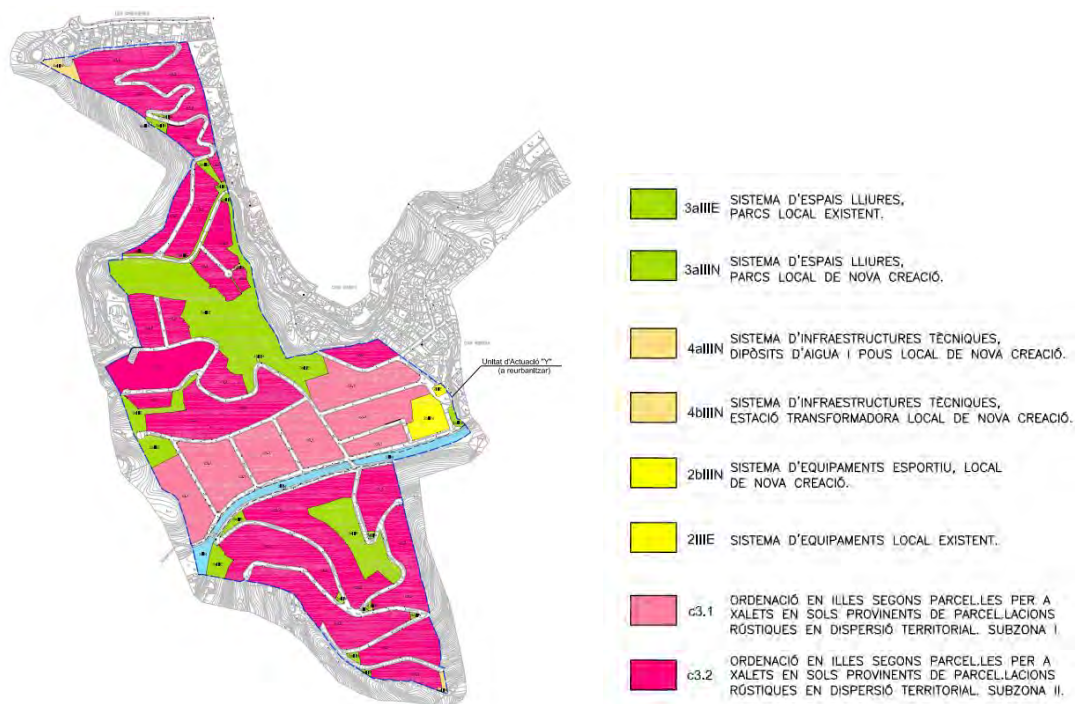 Unitat d'Actuació "Y"
(a reurbanitzar)
3aIIIE SISTEMA D'ESPAIS LLIURES,
PARCS LOCAL EXISTENT.
3aIIIN SISTEMA D'ESPAIS LLIURES,
PARCS LOCAL DE NOVA CREACIÓ.
4aIIIN SISTEMA D'INFRAESTRUCTURES TÈCNIQUES,
DIPÒSITS D'AIGUA I POUS LOCAL DE NOVA CREACIÓ.
4bIIIN SISTEMA D'INFRAESTRUCTURES TÈCNIQUES,
ESTACIÓ TRANSFORMADORA LOCAL DE NOVA CREACIÓ.
2bIIIN SISTEMA D'EQUIPAMENTS ESPORTIU, LOCAL
DE NOVA CREACIÓ.
2IIIE SISTEMA D'EQUIPAMENTS LOCAL EXISTENT.
c3.1 ORDENACIÓ EN ILLES SEGONS PARCEL.LES PER A
XALETS EN SOLS PROVINENTS DE PARCEL.LACIONS
RÚSTIQUES EN DISPERSIÓ TERRITORIAL. SUBZONA I.
c3.2 ORDENACIÓ EN ILLES SEGONS PARCEL.LES PER A
XALETS EN SOLS PROVINENTS DE PARCEL.LACIONS
RÚSTIQUES EN DISPERSIÓ TERRITORIAL. SUBZONA II.